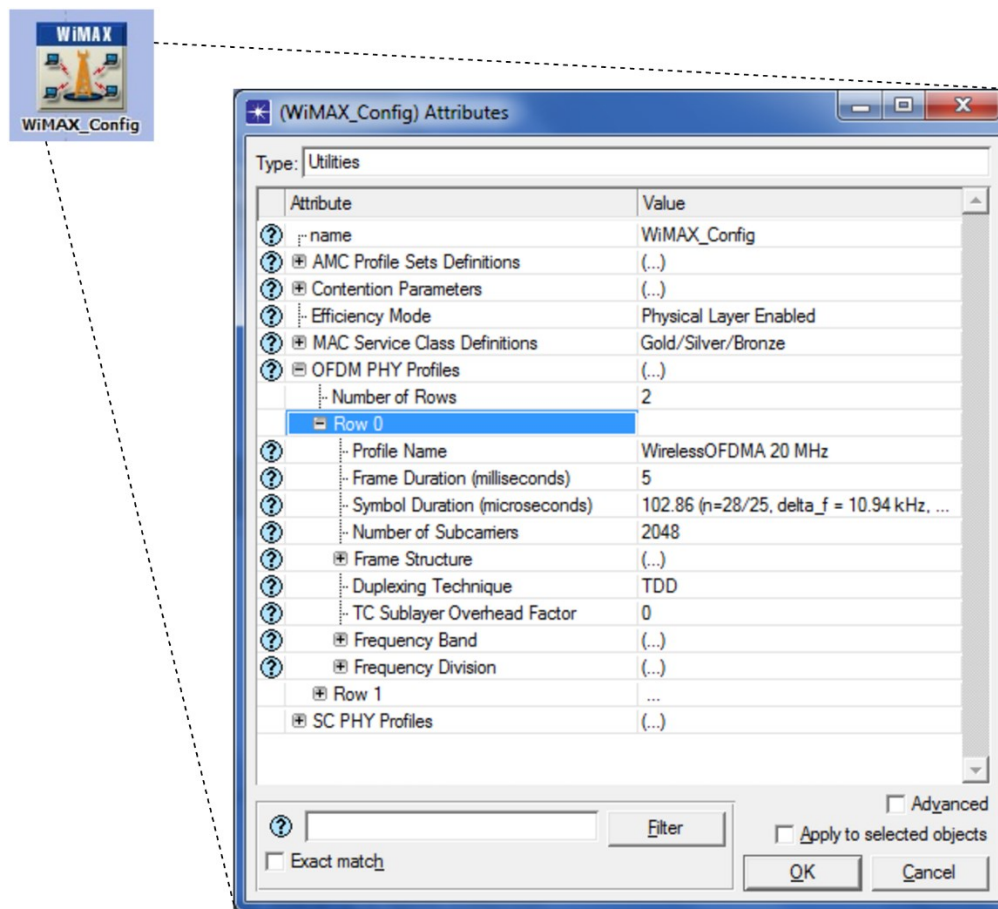 WiMAX
WiMAX_Config
(WiMAX_Config) Attributes
Type: Utilities
Attribute Value
name WiMAX_Config
AMC Profile Sets Definitions (...)
Contention Parameters (...)
Efficiency Mode Physical Layer Enabled
MAC Service Class Definitions Gold/Silver/Bronze
OFDM PHY Profiles (...)
Number of Rows 2
Row 0
Profile Name WirelessOFDMA 20 MHz
Frame Duration (milliseconds) 5
Symbol Duration (microseconds) 102.86 (n=28/25, delta_f = 10.94 kHz, ...
Number of Subcarriers 2048
Frame Structure (...)
Duplexing Technique TDD
TC Sublayer Overhead Factor 0
Frequency Band (...)
Frequency Division (...)
Row 1 ...
SC PHY Profiles (...)
Advanced
Filter
Apply to selected objects
Exact match
OK Cancel